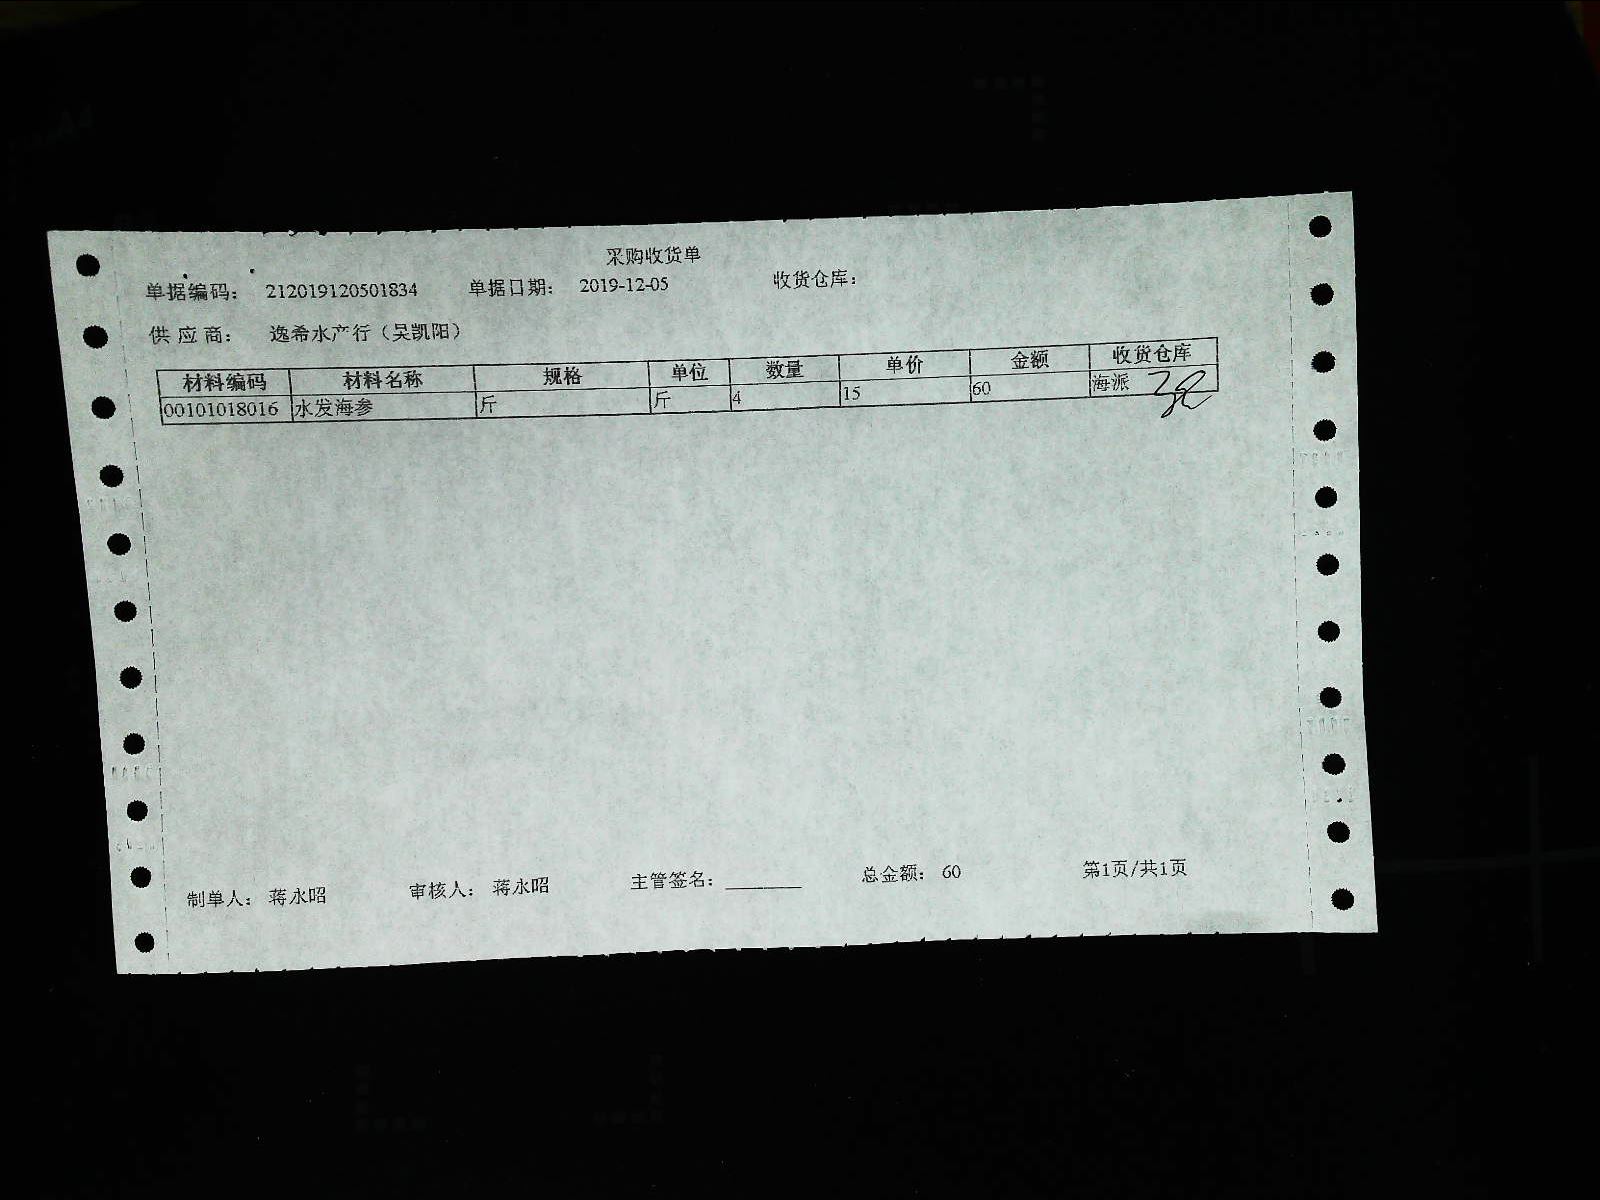 采购收货单
单据编码： 212019120501834 单据日期： 2019-12-05 收货仓库：
供应商： 逸希水产行（吴凯阳）
材料编码 材料名称 规格 单位 数量 单价 金额 收货仓库
00101018016 水发海参 斤 斤 4 15 60 海派
制单人： 蒋永昭 审核人： 蒋永昭 主管签名： ________ 总金额： 60 第1页/共1页